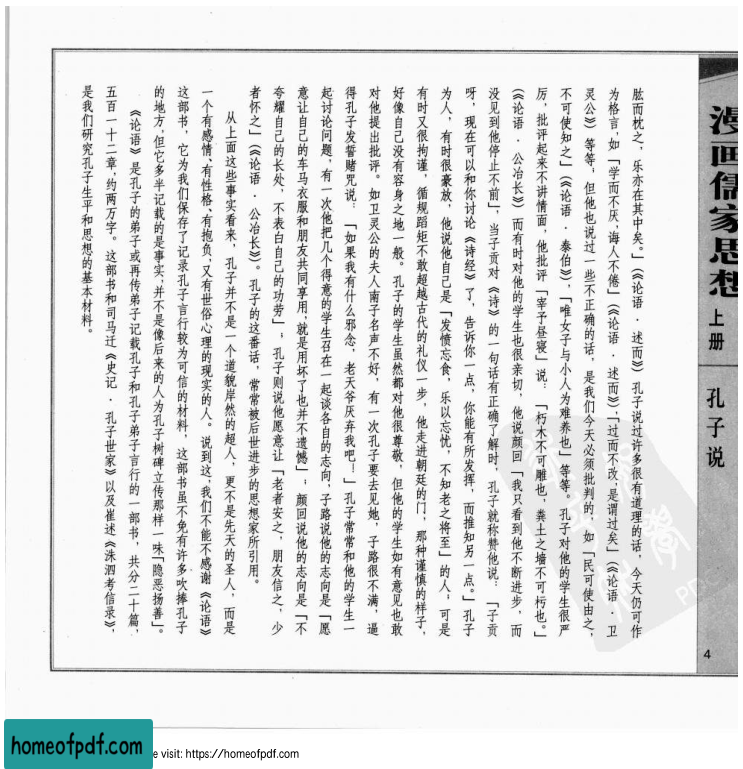 漫画儒家思想
上册
孔子说
4
肱而枕之，乐亦在其中矣。」（《论语·述而》）孔子说过许多很有道理的话，今天仍可作
为格言，如「学而不厌，诲人不倦」（《论语·述而》）；「过而不改，是谓过矣」（《论语·卫
灵公》）等等，但他也说过一些不正确的话，是我们今天必须批判的，如「民可使由之，
不可使知之」（《论语·泰伯》），「唯女子与小人为难养也」等等。孔子对他的学生很严
厉，批评起来不讲情面，他批评「宰予昼寝」说：「朽木不可雕也，粪土之墙不可杇也。」
（《论语·公冶长》）而有时对他的学生也很亲切，他说颜回「我只看到他不断进步，而
没见到他停止不前」，当子贡对《诗》的一句话有正确了解时，孔子就称赞他说：「子贡
呀，现在可以和你讨论《诗经》了，告诉你一点，你能有所发挥，而推知另一点。」孔子
为人，有时很豪放，他说他自己是「发愤忘食，乐以忘忧，不知老之将至」的人，可是
有时又很拘谨，循规蹈矩不敢超越古代的礼仪一步，他走进朝廷的门，那种谨慎的样子，
好像自己没有容身之地一般。孔子的学生虽然都对他很尊敬，但他的学生如有意见也敢
对他提出批评。如卫灵公的夫人南子名声不好，有一次孔子要去见她，子路很不满，逼
得孔子发誓赌咒说：「如果我有什么邪念，老天爷厌弃我吧！」孔子常常和他的学生一
起讨论问题，有一次他把几个得意的学生召在一起谈各自的志向，子路说他的志向是「愿
意让自己的车马衣服和朋友共同享用，就是用坏了也并不遗憾」；颜回说他的志向是「不
夸耀自己的长处，不表白自己的功劳」；孔子则说他愿意让「老者安之，朋友信之，少
者怀之」（《论语·公冶长》）。孔子的这番话，常常被后世进步的思想家所引用。
从上面这些事实看来，孔子并不是一个道貌岸然的超人，更不是先天的圣人，而是
一个有感情、有性格、有抱负，又有世俗心理的现实的人。说到这，我们不能不感谢《论语》
这部书，它为我们保存了记录孔子言行较为可信的材料，这部书虽不免有许多吹捧孔子
的地方，但它多半记载的是事实，并不是像后来的人为孔子树碑立传那样一味「隐恶扬善」。
《论语》是孔子的弟子或再传弟子记载孔子和孔子弟子言行的一部书，共分二十篇，
五百一十二章，约两万字。这部书和司马迁《史记·孔子世家》以及崔述《洙泗考信录》，
是我们研究孔子生平和思想的基本材料。
homeofpdf.com
e visit: https://homeofpdf.com